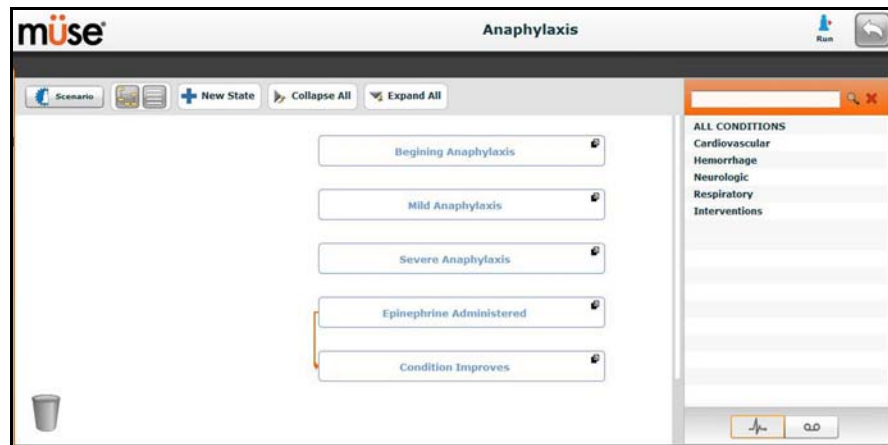 müse
Anaphylaxis
Run
Scenario
New State
Collapse All
Expand All
Begining Anaphylaxis
Mild Anaphylaxis
Severe Anaphylaxis
Epinephrine Administered
Condition Improves
ALL CONDITIONS
Cardiovascular
Hemorrhage
Neurologic
Respiratory
Interventions